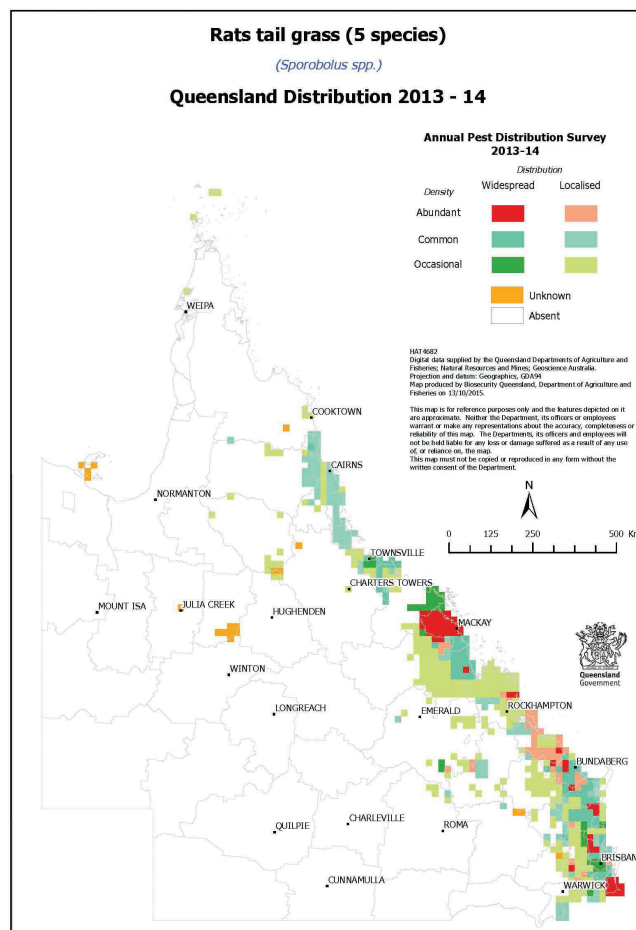 Rats tail grass (5 species)
(Sporobolus spp.)
Queensland Distribution 2013 - 14
Annual Pest Distribution Survey
2013-14
Distribution
Density Widespread Localised
Abundant
Common
Occasional
Unknown
Absent
HAT4682
Digital data supplied by the Queensland Departments of Agriculture and
Fisheries; Natural Resources and Mines; Geoscience Australia.
Projection and datum: Geographics, GDA94
Map produced by Biosecurity Queensland, Department of Agriculture and
Fisheries on 13/10/2015.
This map is for reference purposes only and the features depicted on it
are approximate. Neither the Department, its officers or employees
warrant or make any representations about the accuracy, completeness or
reliability of this map. The Departments, its officers and employees will
not be held liable for any loss or damage suffered as a result of any use
of, or reliance on, the map.
This map must not be copied or reproduced in any form without the
written consent of the Department.
N
0 125 250 500 Km
WEIPA
COOKTOWN
CAIRNS
NORMANTON
TOWNSVILLE
CHARTERS TOWERS
MOUNT ISA
JULIA CREEK
HUGHENDEN
MACKAY
Queensland
Government
WINTON
LONGREACH
EMERALD
ROCKHAMPTON
BUNDABERG
QUILPIE
CHARLEVILLE
ROMA
BRISBAN
CUNNAMULLA
WARWICK